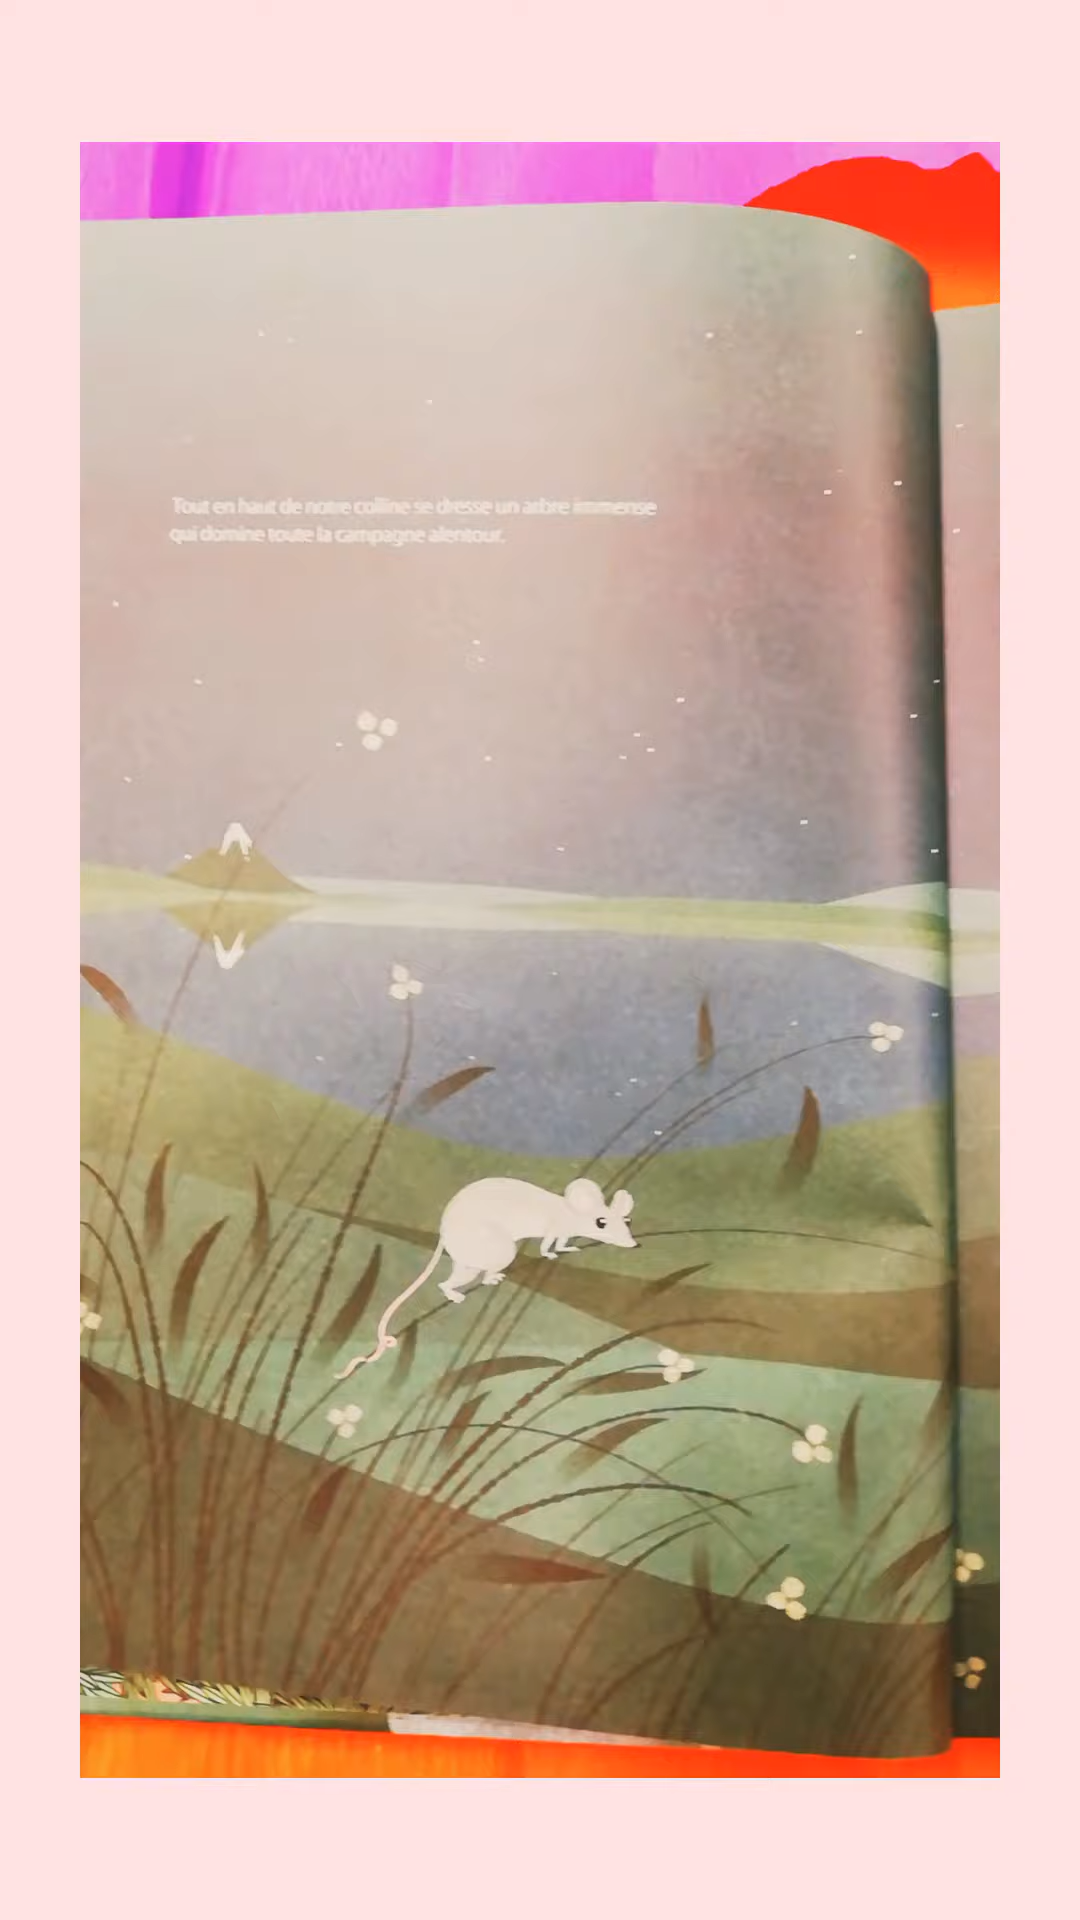 Tout en haut de notre colline se dresse un arbre immense
qui domine toute la campagne alentour.